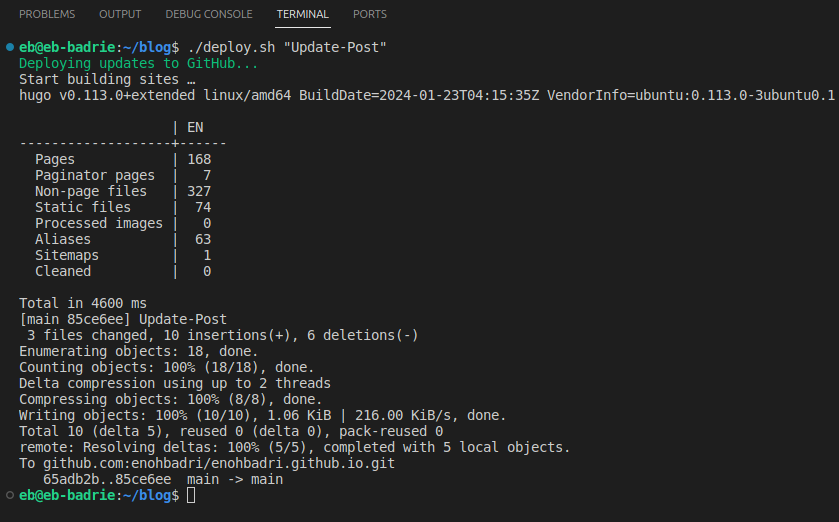 PROBLEMS OUTPUT DEBUG CONSOLE TERMINAL PORTS
eb@eb-badrie:~/blog$ ./deploy.sh "Update-Post"
Deploying updates to GitHub...
Start building sites …
hugo v0.113.0+extended linux/amd64 BuildDate=2024-01-23T04:15:35Z VendorInfo=ubuntu:0.113.0-3ubuntu0.1
                   | EN
-------------------+------
  Pages            | 168
  Paginator pages  |   7
  Non-page files   | 327
  Static files     |  74
  Processed images |   0
  Aliases          |  63
  Sitemaps         |   1
  Cleaned          |   0
Total in 4600 ms
[main 85ce6ee] Update-Post
 3 files changed, 10 insertions(+), 6 deletions(-)
Enumerating objects: 18, done.
Counting objects: 100% (18/18), done.
Delta compression using up to 2 threads
Compressing objects: 100% (8/8), done.
Writing objects: 100% (10/10), 1.06 KiB | 216.00 KiB/s, done.
Total 10 (delta 5), reused 0 (delta 0), pack-reused 0
remote: Resolving deltas: 100% (5/5), completed with 5 local objects.
To github.com:enohbadri/enohbadri.github.io.git
   65adb2b..85ce6ee  main -> main
eb@eb-badrie:~/blog$